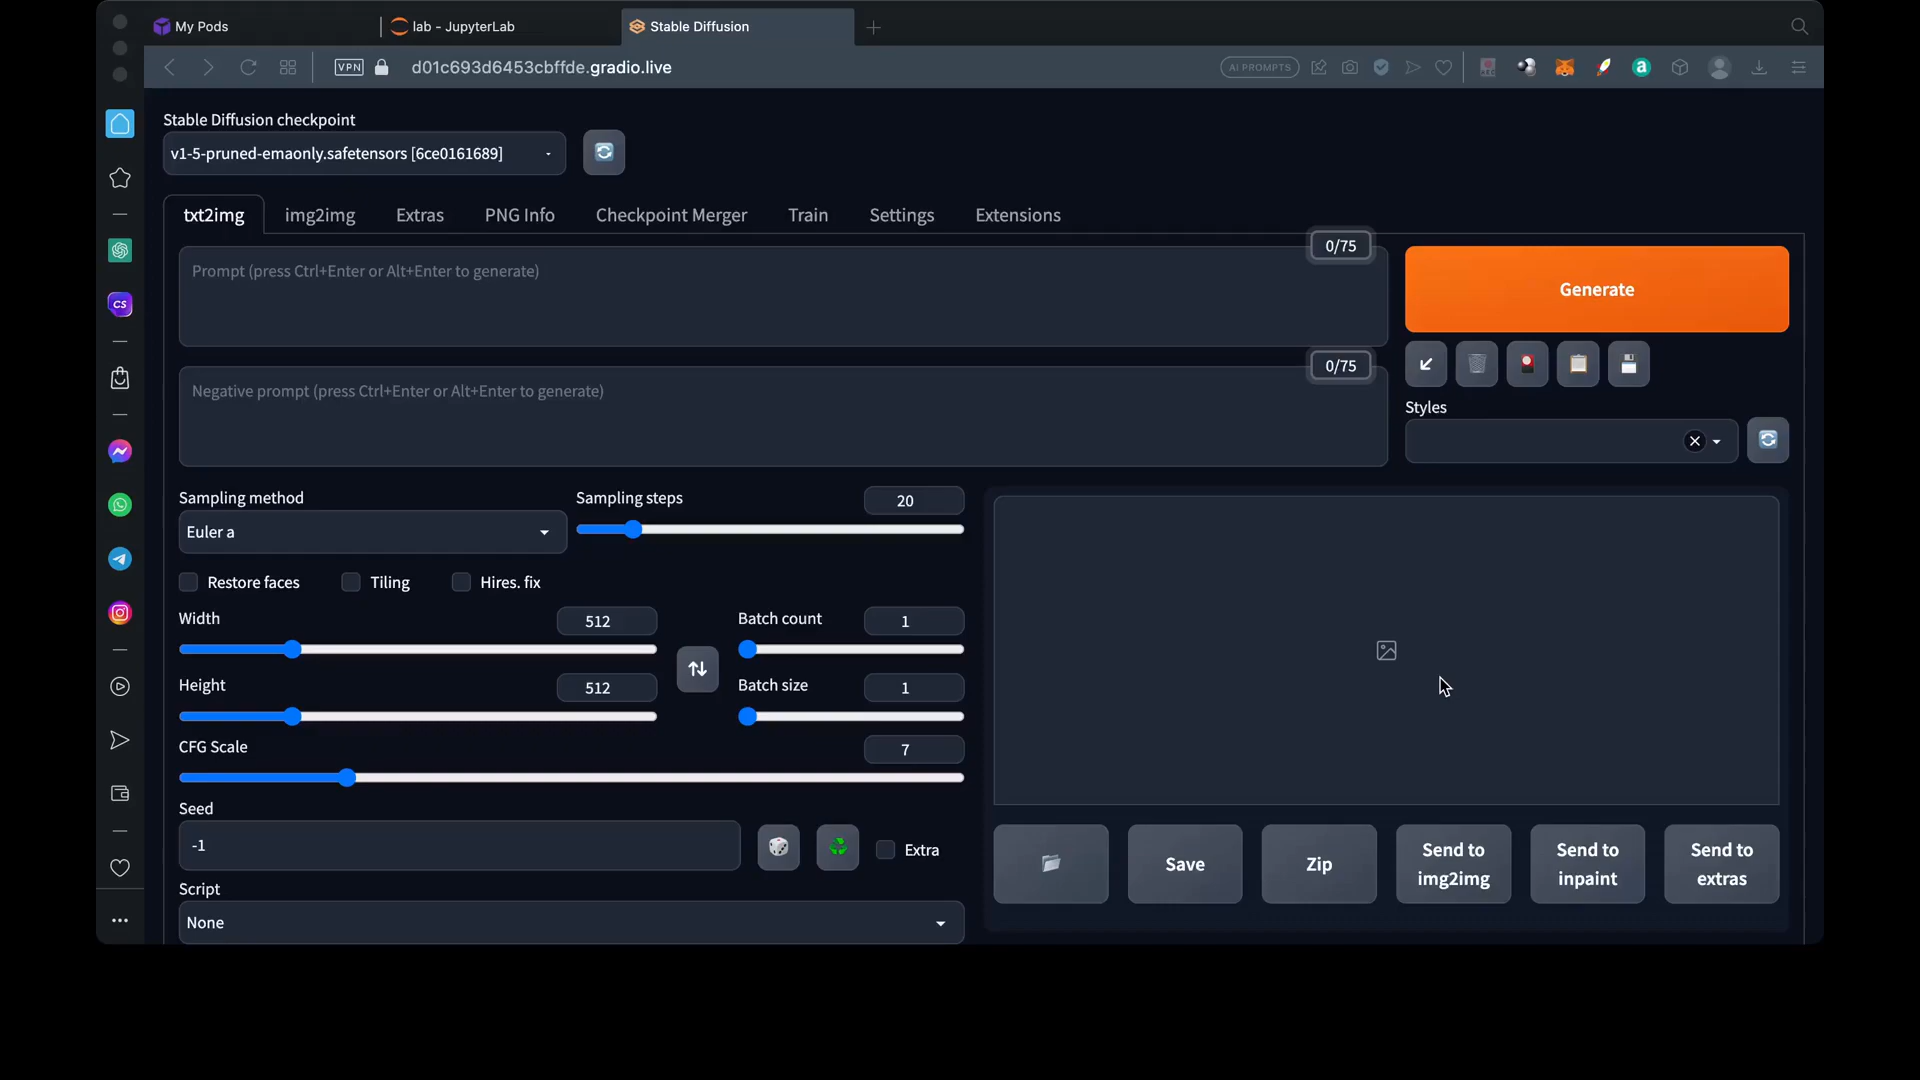 My Pods
lab - JupyterLab
Stable Diffusion
VPN
d01c693d6453cbffde.gradio.live
AI PROMPTS
Stable Diffusion checkpoint
v1-5-pruned-emaonly.safetensors [6ce0161689]
txt2img
img2img
Extras
PNG Info
Checkpoint Merger
Train
Settings
Extensions
0/75
Prompt (press Ctrl+Enter or Alt+Enter to generate)
Generate
CS
0/75
Negative prompt (press Ctrl+Enter or Alt+Enter to generate)
Styles
Sampling method
Sampling steps
20
Euler a
Restore faces
Tiling
Hires. fix
Width
512
Batch count
1
Height
512
Batch size
1
CFG Scale
7
Seed
-1
Extra
Save
Zip
Send to
img2img
Send to
inpaint
Send to
extras
Script
None